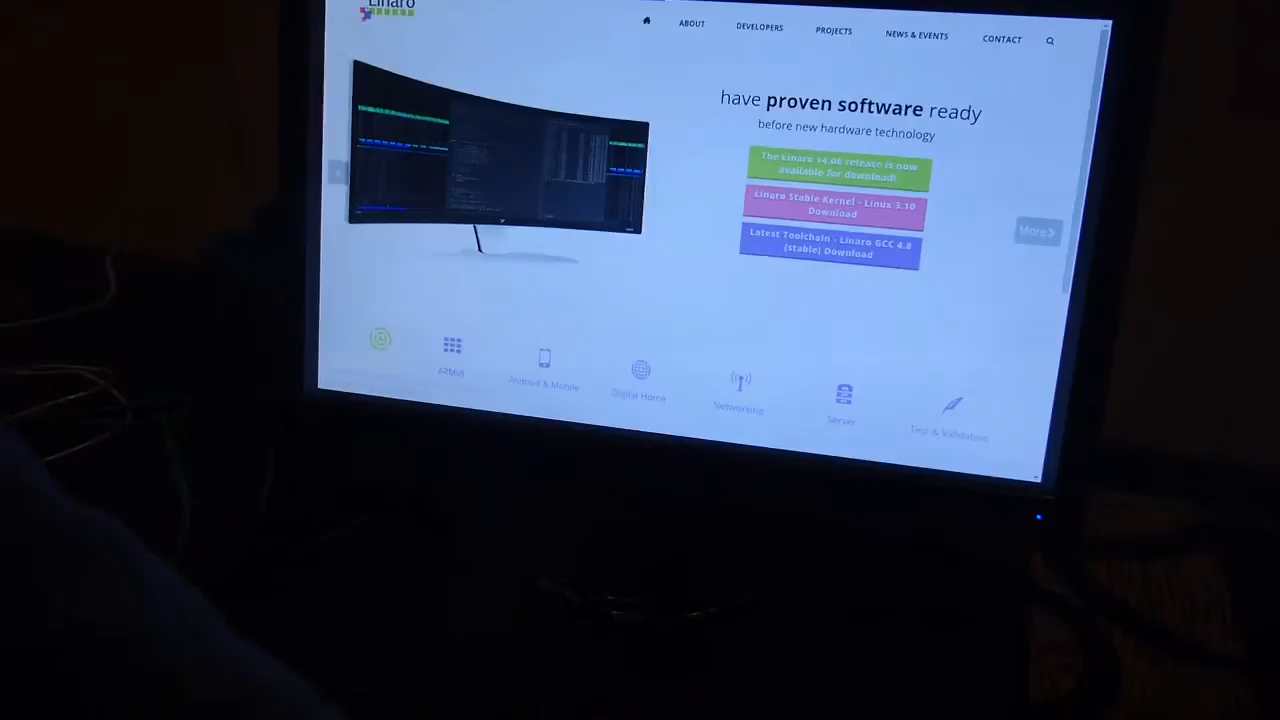 Linaro
ABOUT
DEVELOPERS
PROJECTS
NEWS & EVENTS
CONTACT
have proven software ready
before new hardware technology
The Linaro 14.08 release is now
available for download!
Linaro Stable Kernel - Linux 3.10
Download
Latest Toolchain - Linaro GCC 4.8
(stable) Download
More
ARMv8
Android & Mobile
Digital Home
Networking
Server
Test & Validation